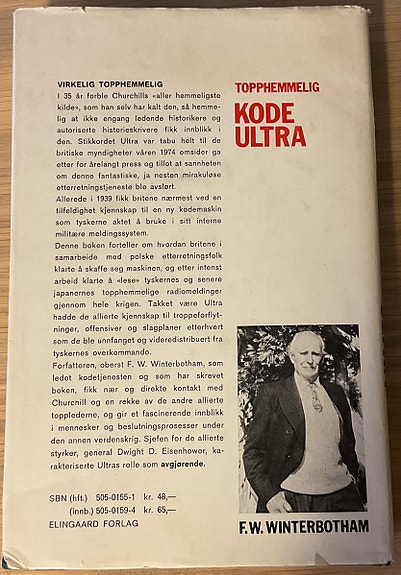 VIRKELIG TOPPHEMMELIG
I 35 år forble Churchills «aller hemmeligste
kilde», som han selv har kalt den, så hemme-
lig at ikke engang ledende historikere og
autoriserte historieskrivere fikk innblikk i
den. Stikkordet Ultra var tabu helt til de
britiske myndigheter våren 1974 omsider ga
etter for årelangt press og tillot at sannheten
om denne fantastiske, ja nesten mirakuløse
etterretningstjeneste ble avslørt.
Allerede i 1939 fikk britene nærmest ved en
tilfeldighet kjennskap til en ny kodemaskin
som tyskerne aktet å bruke i sitt interne
militære meldingssystem.
Denne boken forteller om hvordan britene i
samarbeide med polske etterretningsfolk
klarte å skaffe seg maskinen, og etter intenst
arbeid klarte å «lese» tyskernes og senere
japanernes topphemmelige radiomeldinger
gjennom hele krigen. Takket være Ultra
hadde de allierte kjennskap til troppeforflyt-
ninger, offensiver og slagplaner etterhvert
som de ble unnfanget og videredistribuert fra
tyskernes overkommando.
Forfatteren, oberst F. W. Winterbotham, som
ledet kodetjenesten og som har skrevet
boken, fikk nær og direkte kontakt med
Churchill og en rekke av de andre allierte
topplederne, og gir et fascinerende innblikk
i mennesker og beslutningsprosesser under
den annen verdenskrig. Sjefen for de allierte
styrker, general Dwight D. Eisenhower, ka-
rakteriserte Ultras rolle som avgjørende.
SBN (hft.) 505-0155-1 kr. 48,—
(innb.) 505-0159-4 kr. 65,—
ELINGAARD FORLAG
TOPPHEMMELIG
KODE
ULTRA
F. W. WINTERBOTHAM